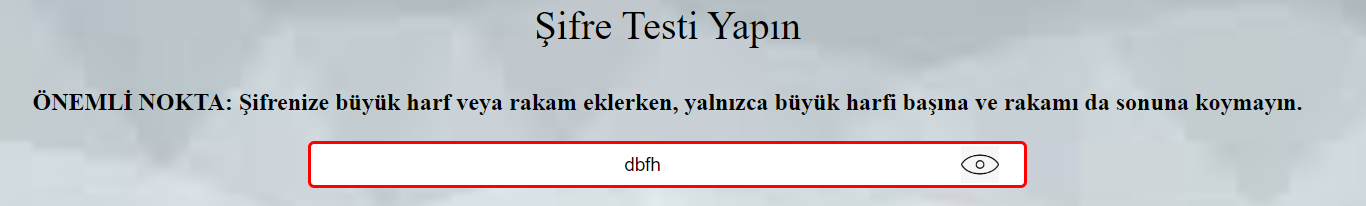 Şifre Testi Yapın
ÖNEMLİ NOKTA: Şifrenize büyük harf veya rakam eklerken, yalnızca büyük harfi başına ve rakamı da sonuna koymayın.
dbfh